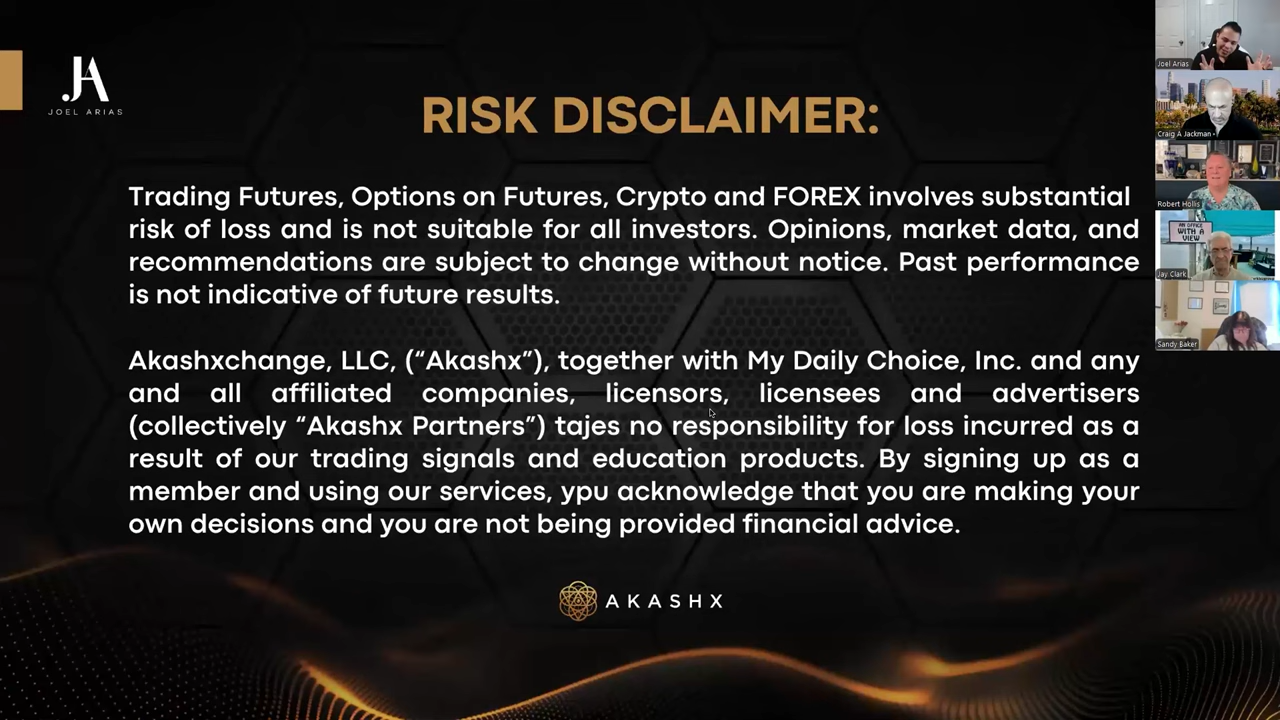 JA
JOEL ARIAS
RISK DISCLAIMER:
Trading Futures, Options on Futures, Crypto and FOREX involves substantial
risk of loss and is not suitable for all investors. Opinions, market data, and
recommendations are subject to change without notice. Past performance
is not indicative of future results.
Akashxchange, LLC, (“Akashx”), together with My Daily Choice, Inc. and any
and all affiliated companies, licensors, licensees and advertisers
(collectively “Akashx Partners”) tajes no responsibility for loss incurred as a
result of our trading signals and education products. By signing up as a
member and using our services, ypu acknowledge that you are making your
own decisions and you are not being provided financial advice.
AKASHX
Joel Arias
Craig A Jackman
Robert Hollis
AN OFFICE
WITH A
VIEW
Jay Clark
Sandy Baker